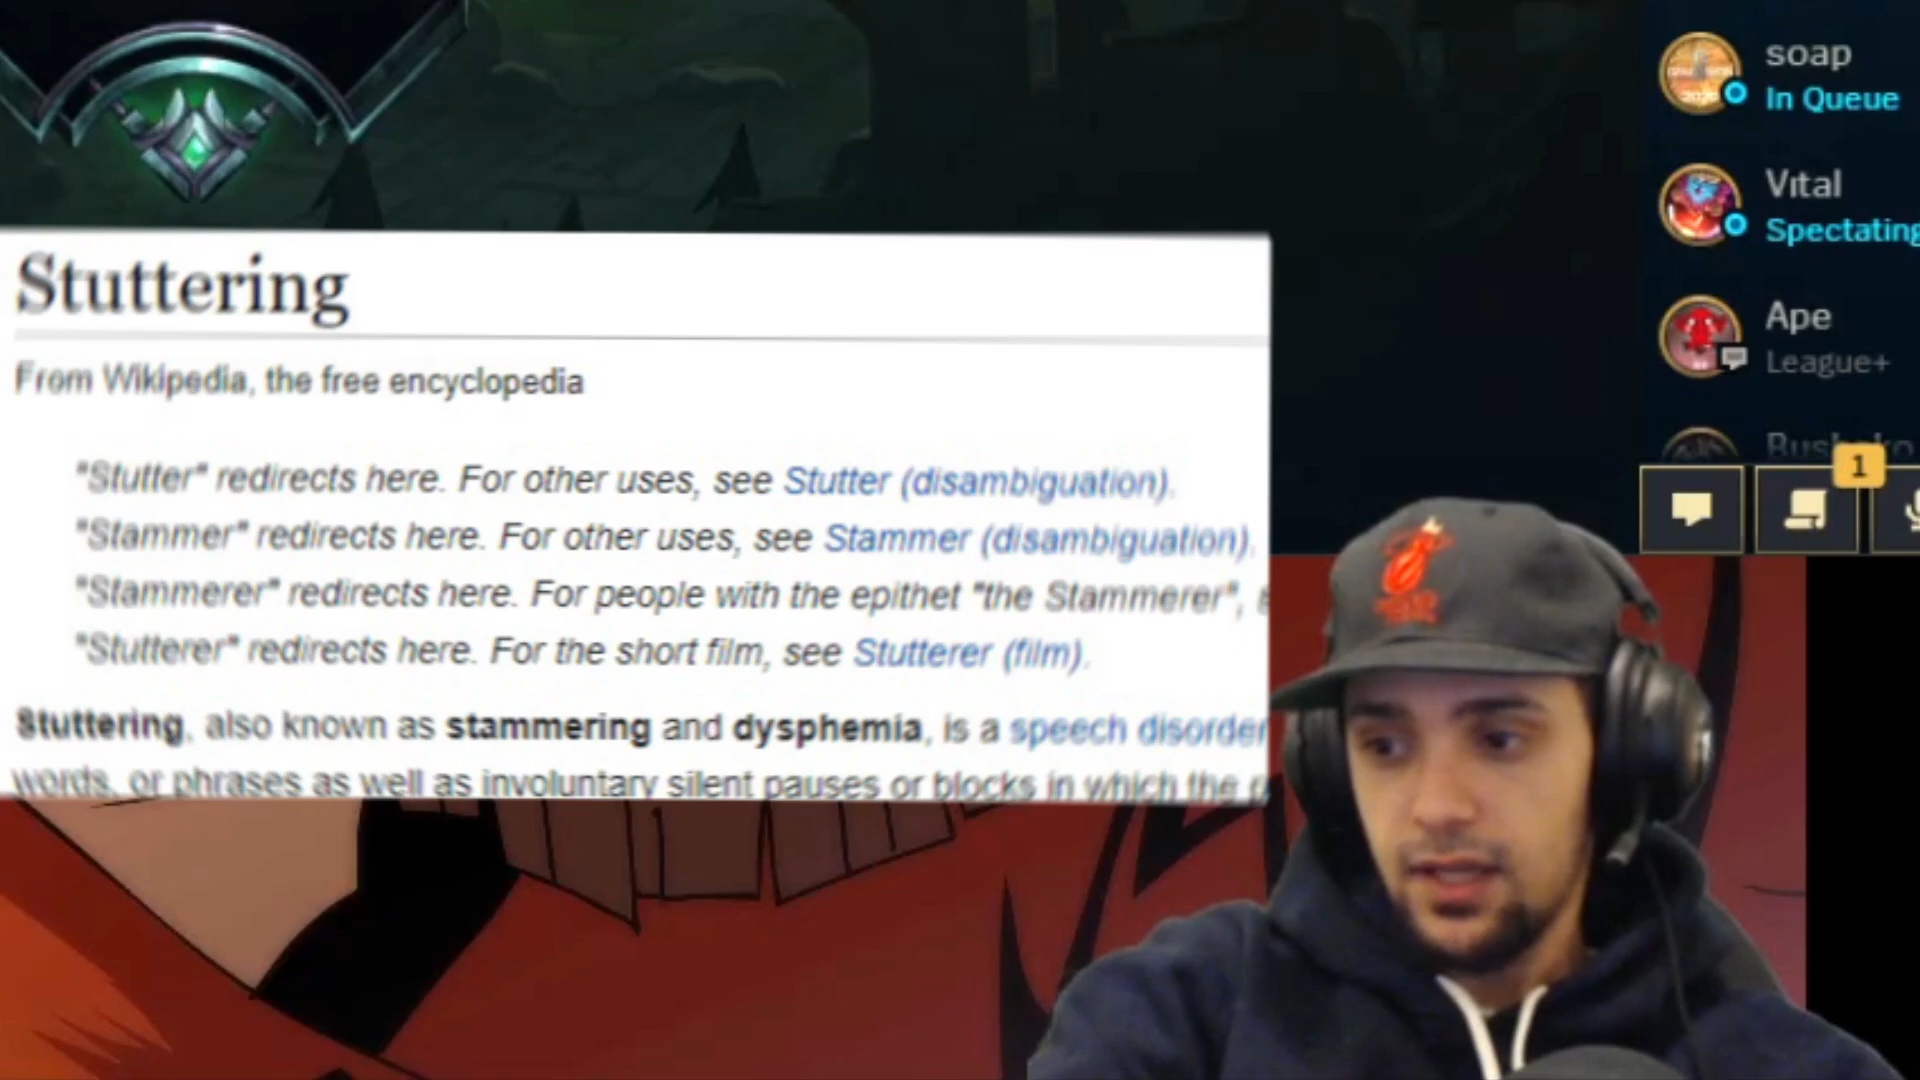 soap
In Queue
Vital
Spectating
Ape
League+
1
Stuttering
From Wikipedia, the free encyclopedia
"Stutter" redirects here. For other uses, see Stutter (disambiguation).
"Stammer" redirects here. For other uses, see Stammer (disambiguation).
"Stammerer" redirects here. For people with the epithet "the Stammerer",
"Stutterer" redirects here. For the short film, see Stutterer (film).
Stuttering, also known as stammering and dysphemia, is a speech disorder
words, or phrases as well as involuntary silent pauses or blocks in which the